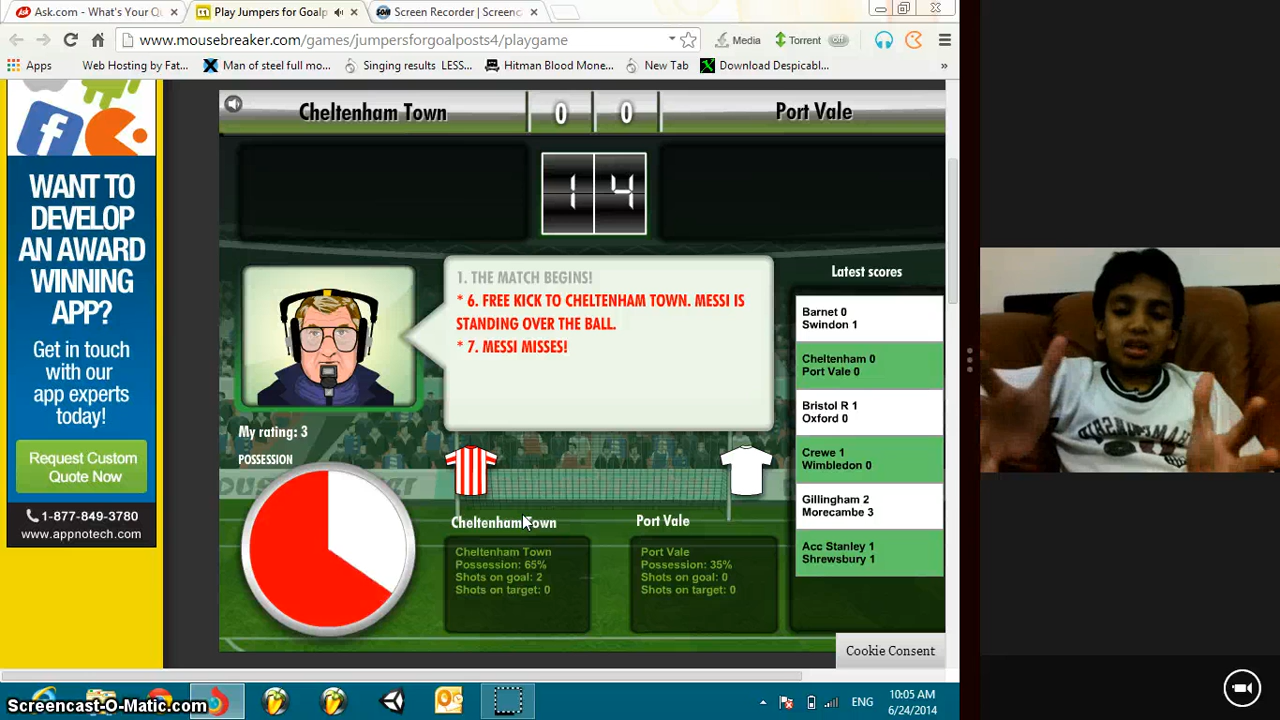 Ask.com - What's Your Qu
Play Jumpers for Goalp
Screen Recorder | Screenc
www.mousebreaker.com/games/jumpersforgoalposts4/playgame
Media
Torrent
Apps
Web Hosting by Fat...
Man of steel full mo...
Singing results LESS...
Hitman Blood Mone...
New Tab
Download Despicabl...
»
WANT TO
DEVELOP
AN AWARD
WINNING
APP?
Get in touch
with our
app experts
today!
Request Custom
Quote Now
1-877-849-3780
www.appnotech.com
Cheltenham Town
0
0
Port Vale
14
1. THE MATCH BEGINS!
* 6. FREE KICK TO CHELTENHAM TOWN. MESSI IS
STANDING OVER THE BALL.
* 7. MESSI MISSES!
My rating: 3
POSSESSION
Cheltenham Town
Cheltenham Town
Possession: 65%
Shots on goal: 2
Shots on target: 0
Port Vale
Port Vale
Possession: 35%
Shots on goal: 0
Shots on target: 0
Latest scores
Barnet 0
Swindon 1
Cheltenham 0
Port Vale 0
Bristol R 1
Oxford 0
Crewe 1
Wimbledon 0
Gillingham 2
Morecambe 3
Acc Stanley 1
Shrewsbury 1
Cookie Consent
Screencast-O-Matic.com
ENG
10:05 AM
6/24/2014